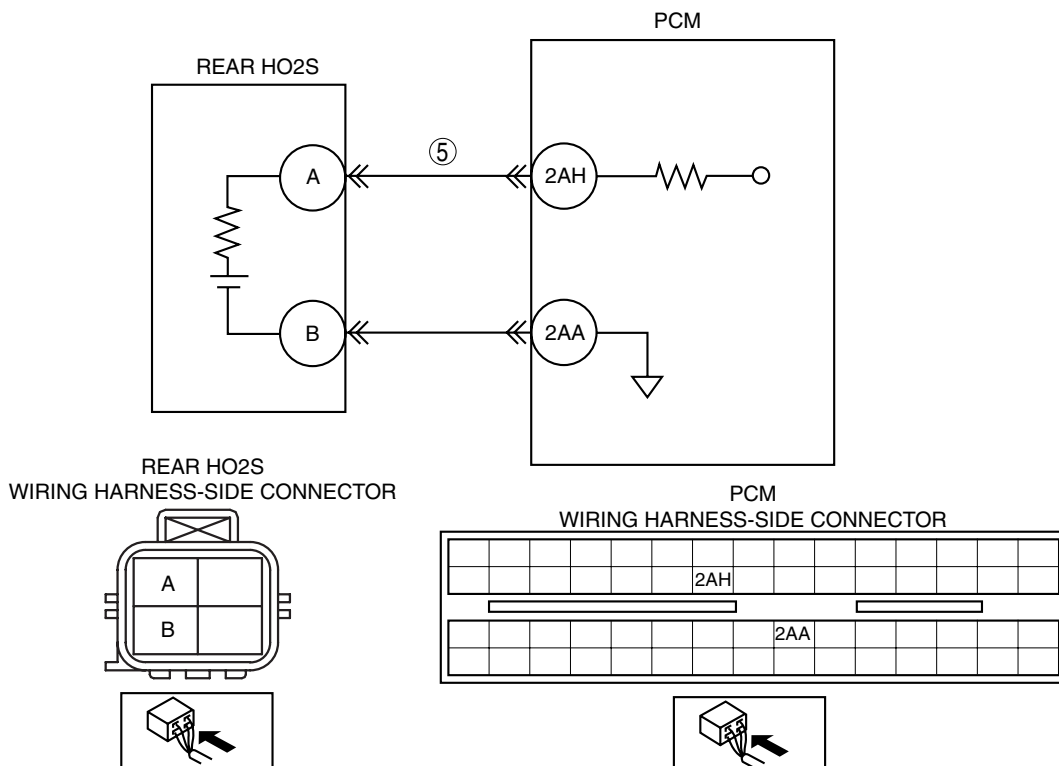 PCM
REAR HO2S
⑤
A
2AH
B
2AA
REAR HO2S
WIRING HARNESS-SIDE CONNECTOR
PCM
WIRING HARNESS-SIDE CONNECTOR
A
B
2AH
2AA